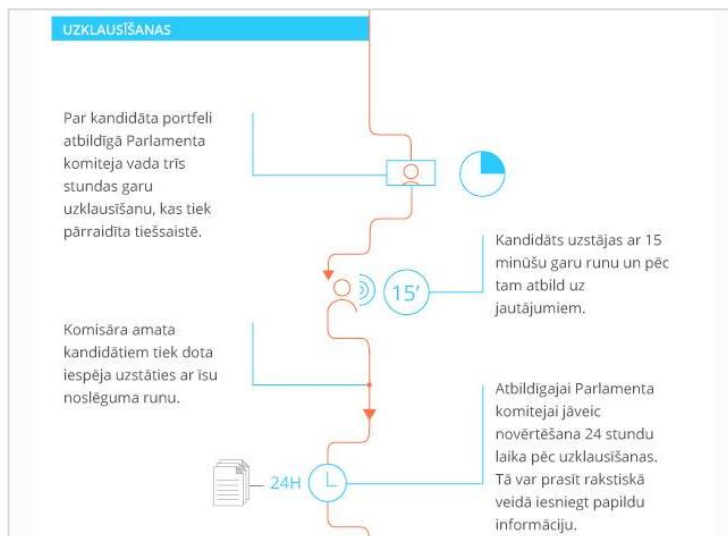 UZKLAUSĪŠANAS
Par kandidāta portfeli
atbildīgā Parlamenta
komiteja vada trīs
stundas garu
uzklausīšanu, kas tiek
pārraidīta tiešsaistē.
Kandidāts uzstājas ar 15
minūšu garu runu un pēc
tam atbild uz
jautājumiem.
15’
Komisāra amata
kandidātiem tiek dota
iespēja uzstāties ar īsu
noslēguma runu.
Atbildīgajai Parlamenta
komitejai jāveic
novērtēšana 24 stundu
laika pēc uzklausīšanas.
Tā var prasīt rakstiskā
veidā iesniegt papildu
informāciju.
24H